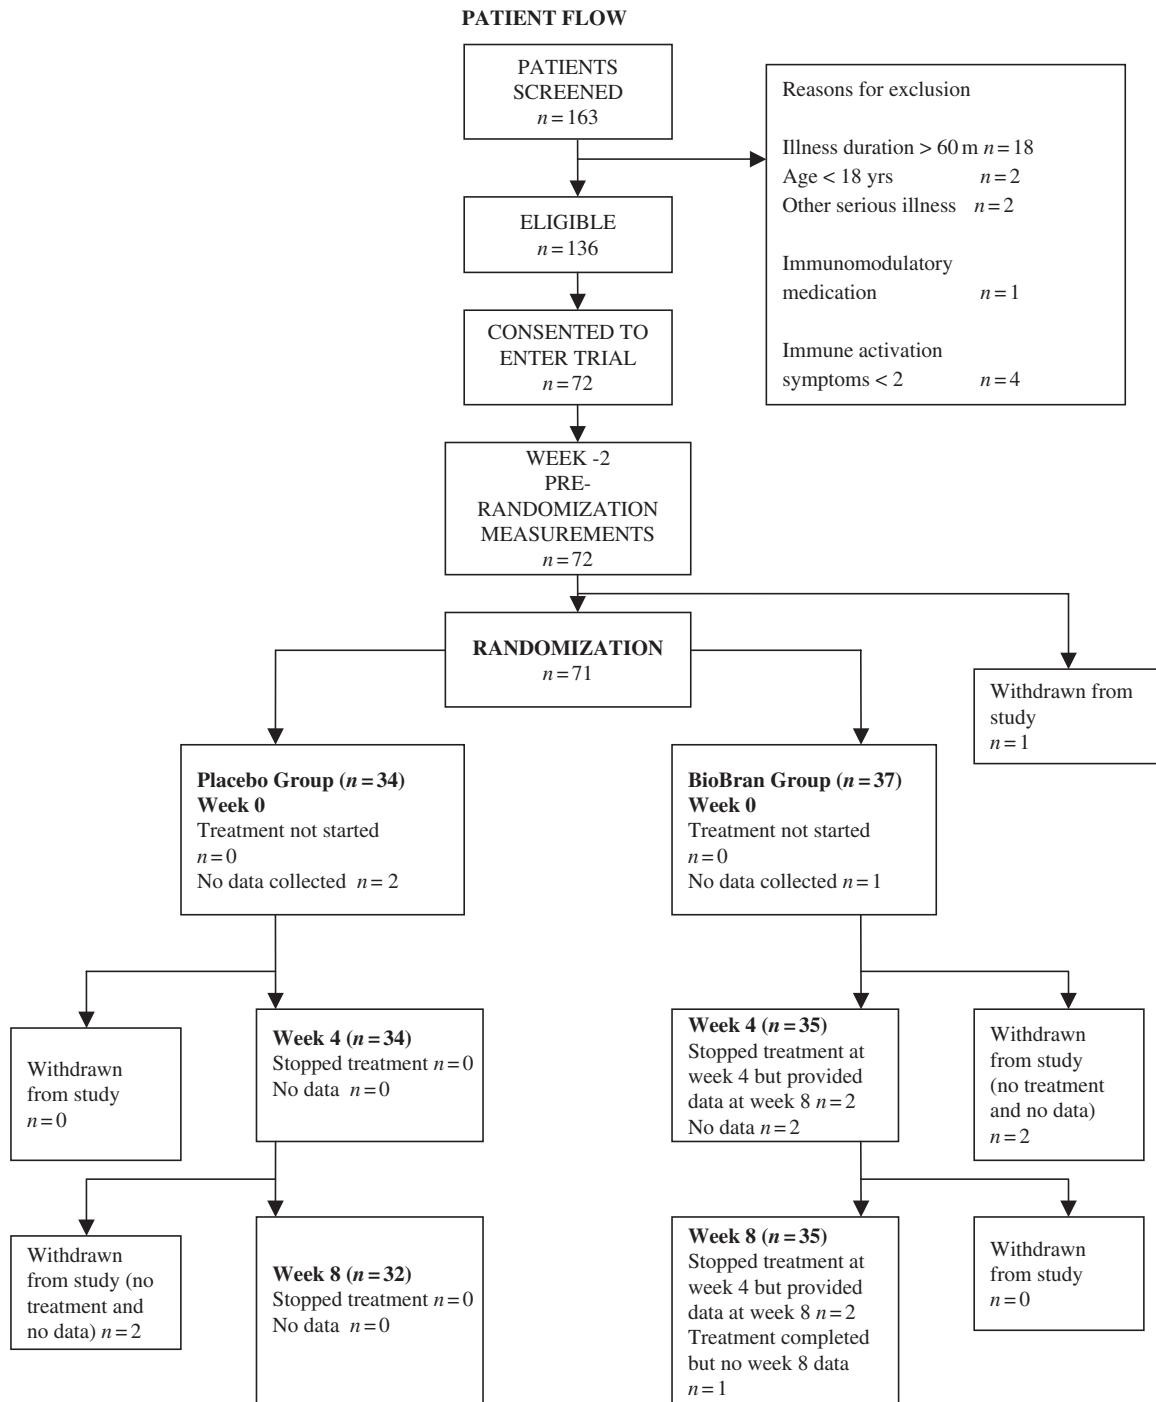 PATIENT FLOW
PATIENTS
SCREENED
n = 163
Reasons for exclusion
Illness duration > 60 m n = 18
Age < 18 yrs n = 2
Other serious illness n = 2
Immunomodulatory
medication n = 1
Immune activation
symptoms < 2 n = 4
ELIGIBLE
n = 136
CONSENTED TO
ENTER TRIAL
n = 72
WEEK -2
PRE-
RANDOMIZATION
MEASUREMENTS
n = 72
RANDOMIZATION
n = 71
Withdrawn from
study
n = 1
Placebo Group (n = 34)
Week 0
Treatment not started
n = 0
No data collected n = 2
BioBran Group (n = 37)
Week 0
Treatment not started
n = 0
No data collected n = 1
Withdrawn
from study
n = 0
Week 4 (n = 34)
Stopped treatment n = 0
No data n = 0
Week 4 (n = 35)
Stopped treatment at
week 4 but provided
data at week 8 n = 2
No data n = 2
Withdrawn
from study
(no treatment
and no data)
n = 2
Withdrawn
from study (no
treatment and
no data) n = 2
Week 8 (n = 32)
Stopped treatment n = 0
No data n = 0
Week 8 (n = 35)
Stopped treatment at
week 4 but provided
data at week 8 n = 2
Treatment completed
but no week 8 data
n = 1
Withdrawn
from study
n = 0